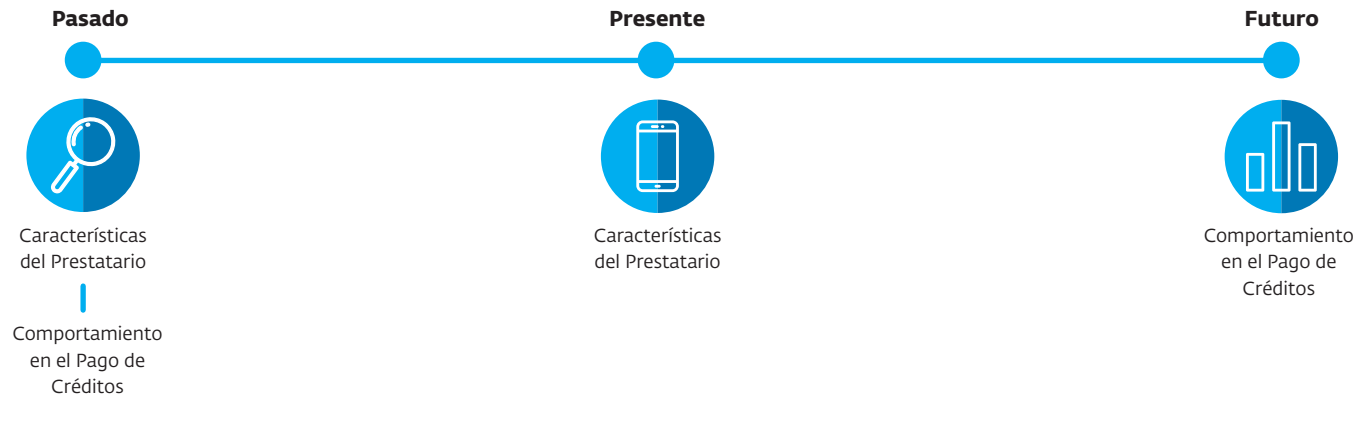 Pasado
Presente
Futuro
Características
del Prestatario
Comportamiento
en el Pago de
Créditos
Características
del Prestatario
Comportamiento
en el Pago de
Créditos